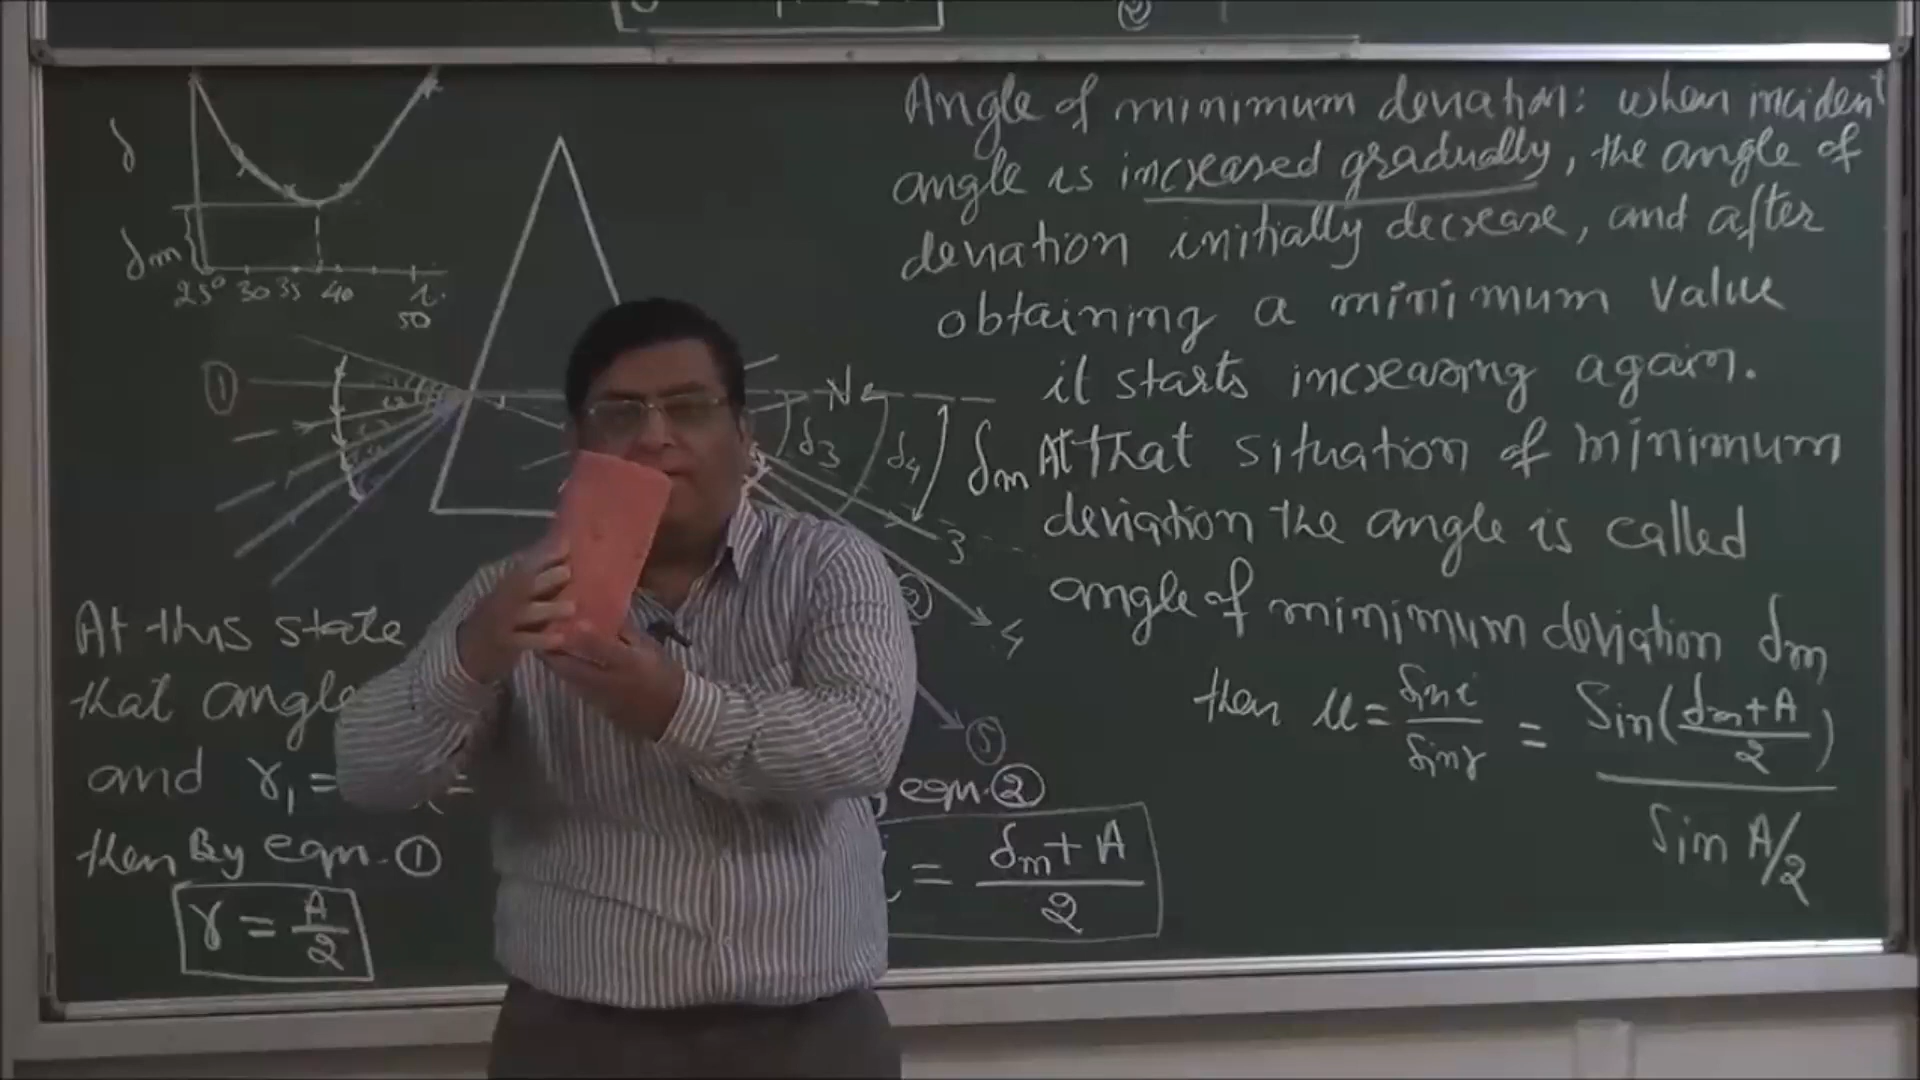 δ
δm
25° 30 35 40 i
50
①
N2
δ3
δ4
δm
3
②
4
⑤
Angle of minimum deviation: when incident
angle is increased gradually, the angle of
deviation initially decrease, and after
obtaining a minimum value
it starts increasing again.
At that situation of minimum
deviation the angle is called
angle of minimum deviation δm
then μ = sin i / sin r = Sin((δm + A)/2) / Sin A/2
At this state
that angle
and r1 =
then By eqn. ①
r = A/2
eqn. ②
i = (δm + A)/2